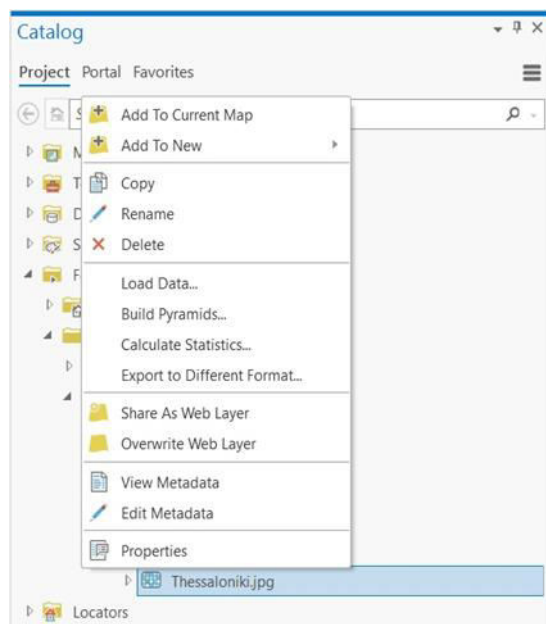 Catalog
Project Portal Favorites
Add To Current Map
Add To New
Copy
Rename
Delete
Load Data...
Build Pyramids...
Calculate Statistics...
Export to Different Format...
Share As Web Layer
Overwrite Web Layer
View Metadata
Edit Metadata
Properties
Thessaloniki.jpg
Locators